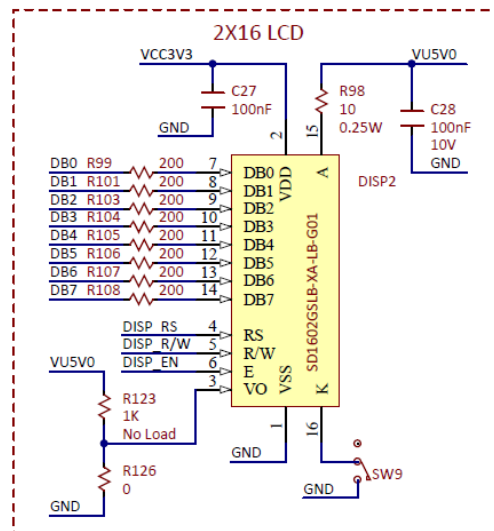 2X16 LCD
VCC3V3
VU5V0
C27
100nF
GND
R98
10
0.25W
C28
100nF
10V
GND
2
15
DISP2
DB0 R99 200 7 DB0
DB1 R101 200 8 DB1
DB2 R103 200 9 DB2
DB3 R104 200 10 DB3
DB4 R105 200 11 DB4
DB5 R106 200 12 DB5
DB6 R107 200 13 DB6
DB7 R108 200 14 DB7
VDD
A
SD1602GSLB-XA-LB-G01
DISP_RS 4 RS
DISP_R/W 5 R/W
DISP_EN 6 E
3 VO
VSS
K
VU5V0
R123
1K
No Load
R126
0
GND
1
16
GND
GND
SW9